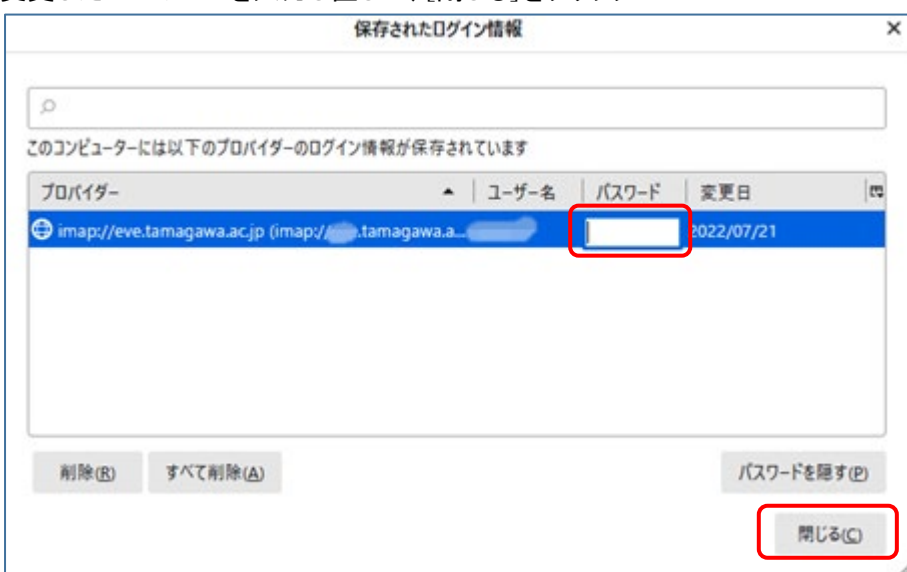 保存されたログイン情報
このコンピューターには以下のプロバイダーのログイン情報が保存されています
プロバイダー ユーザー名 パスワード 変更日
imap://eve.tamagawa.ac.jp (imap:// .tamagawa.a... 2022/07/21
削除(R) すべて削除(A) パスワードを隠す(P)
閉じる(C)